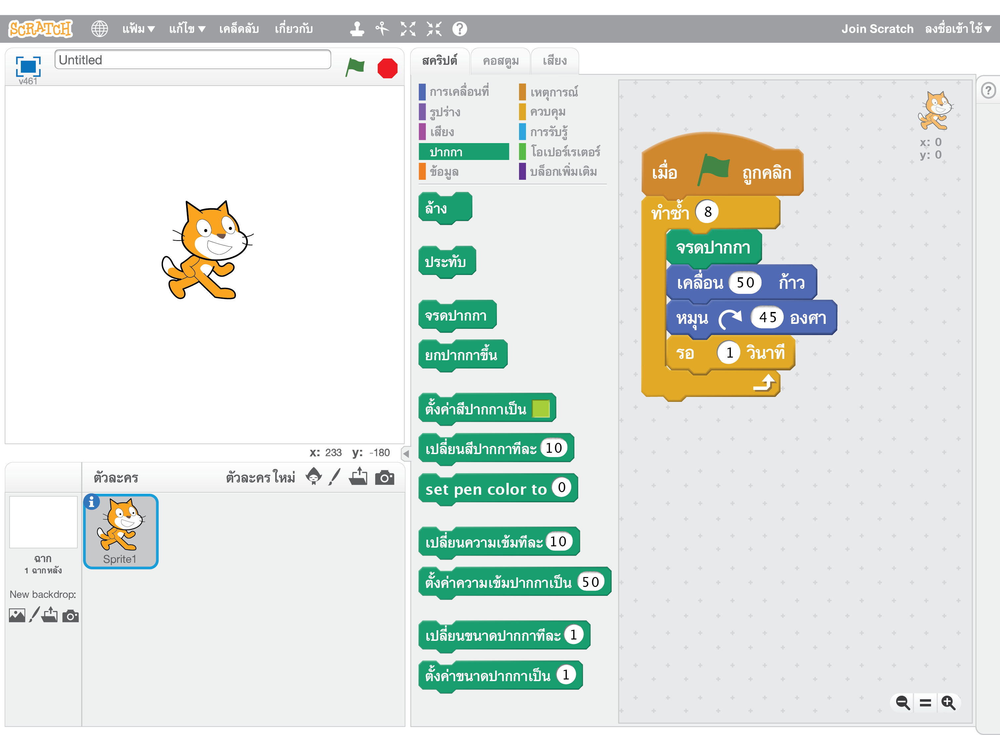 SCRATCH แฟ้ม แก้ไข เคล็ดลับ เกี่ยวกับ ? Join Scratch ลงชื่อเข้าใช้
Untitled
v461
x: 233 y: -180
ตัวละคร ตัวละครใหม่
i
Sprite1
ฉาก
1 ฉากหลัง
New backdrop:
สคริปต์ คอสตูม เสียง
การเคลื่อนที่ เหตุการณ์
รูปร่าง ควบคุม
เสียง การรับรู้
ปากกา โอเปอร์เรเตอร์
ข้อมูล บล็อกเพิ่มเติม
ล้าง
ประทับ
จรดปากกา
ยกปากกาขึ้น
ตั้งค่าสีปากกาเป็น
เปลี่ยนสีปากกาทีละ 10
set pen color to 0
เปลี่ยนความเข้มทีละ 10
ตั้งค่าความเข้มปากกาเป็น 50
เปลี่ยนขนาดปากกาทีละ 1
ตั้งค่าขนาดปากกาเป็น 1
เมื่อ ถูกคลิก
ทำซ้ำ 8
จรดปากกา
เคลื่อน 50 ก้าว
หมุน 45 องศา
รอ 1 วินาที
x: 0
y: 0
?